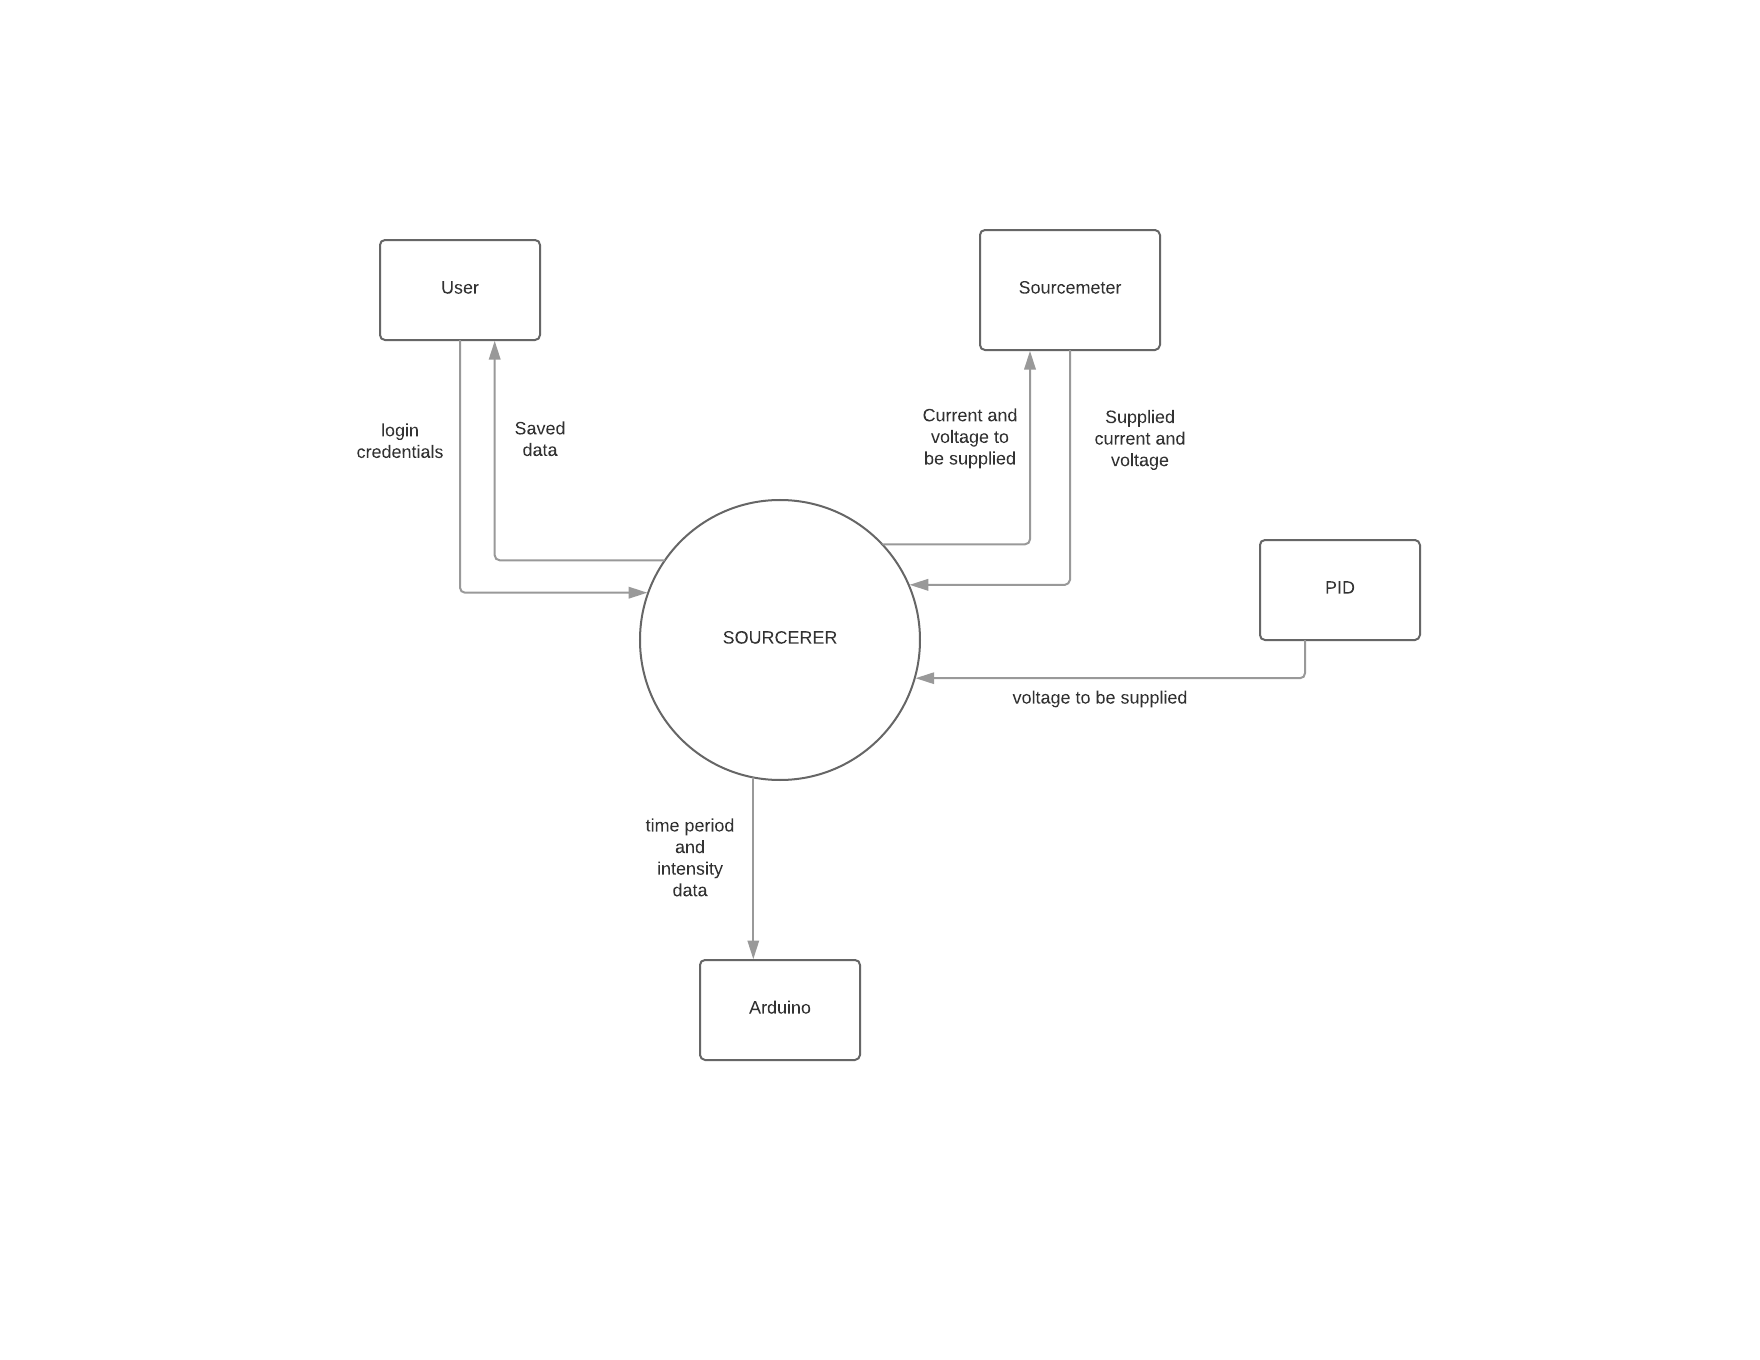 User
Sourcemeter
login
credentials
Saved
data
Current and
voltage to
be supplied
Supplied
current and
voltage
PID
SOURCERER
voltage to be supplied
time period
and
intensity
data
Arduino